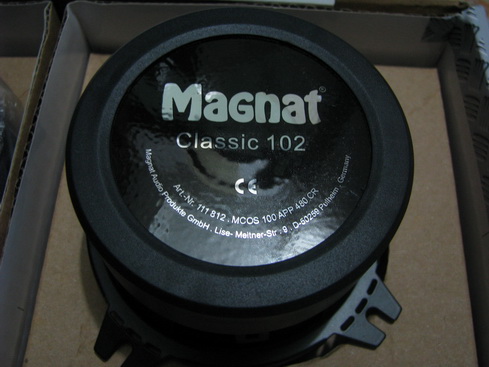 Magnat®
Classic 102
CE
Art.-Nr. 111 812 . MCOS 100 APP 480 CR
Magnat Audio Produkte GmbH . Lise- Meitner-Str . 9 . D-50259 Pulheim . Germany